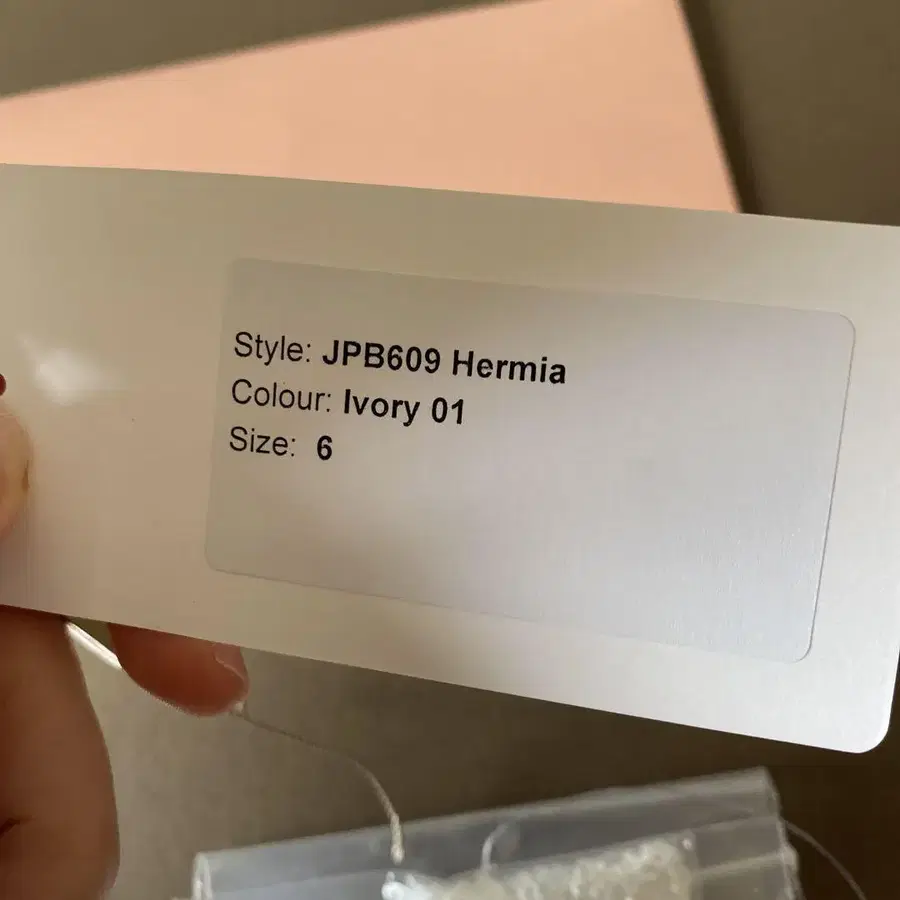 Style: JPB609 Hermia
Colour: Ivory 01
Size: 6